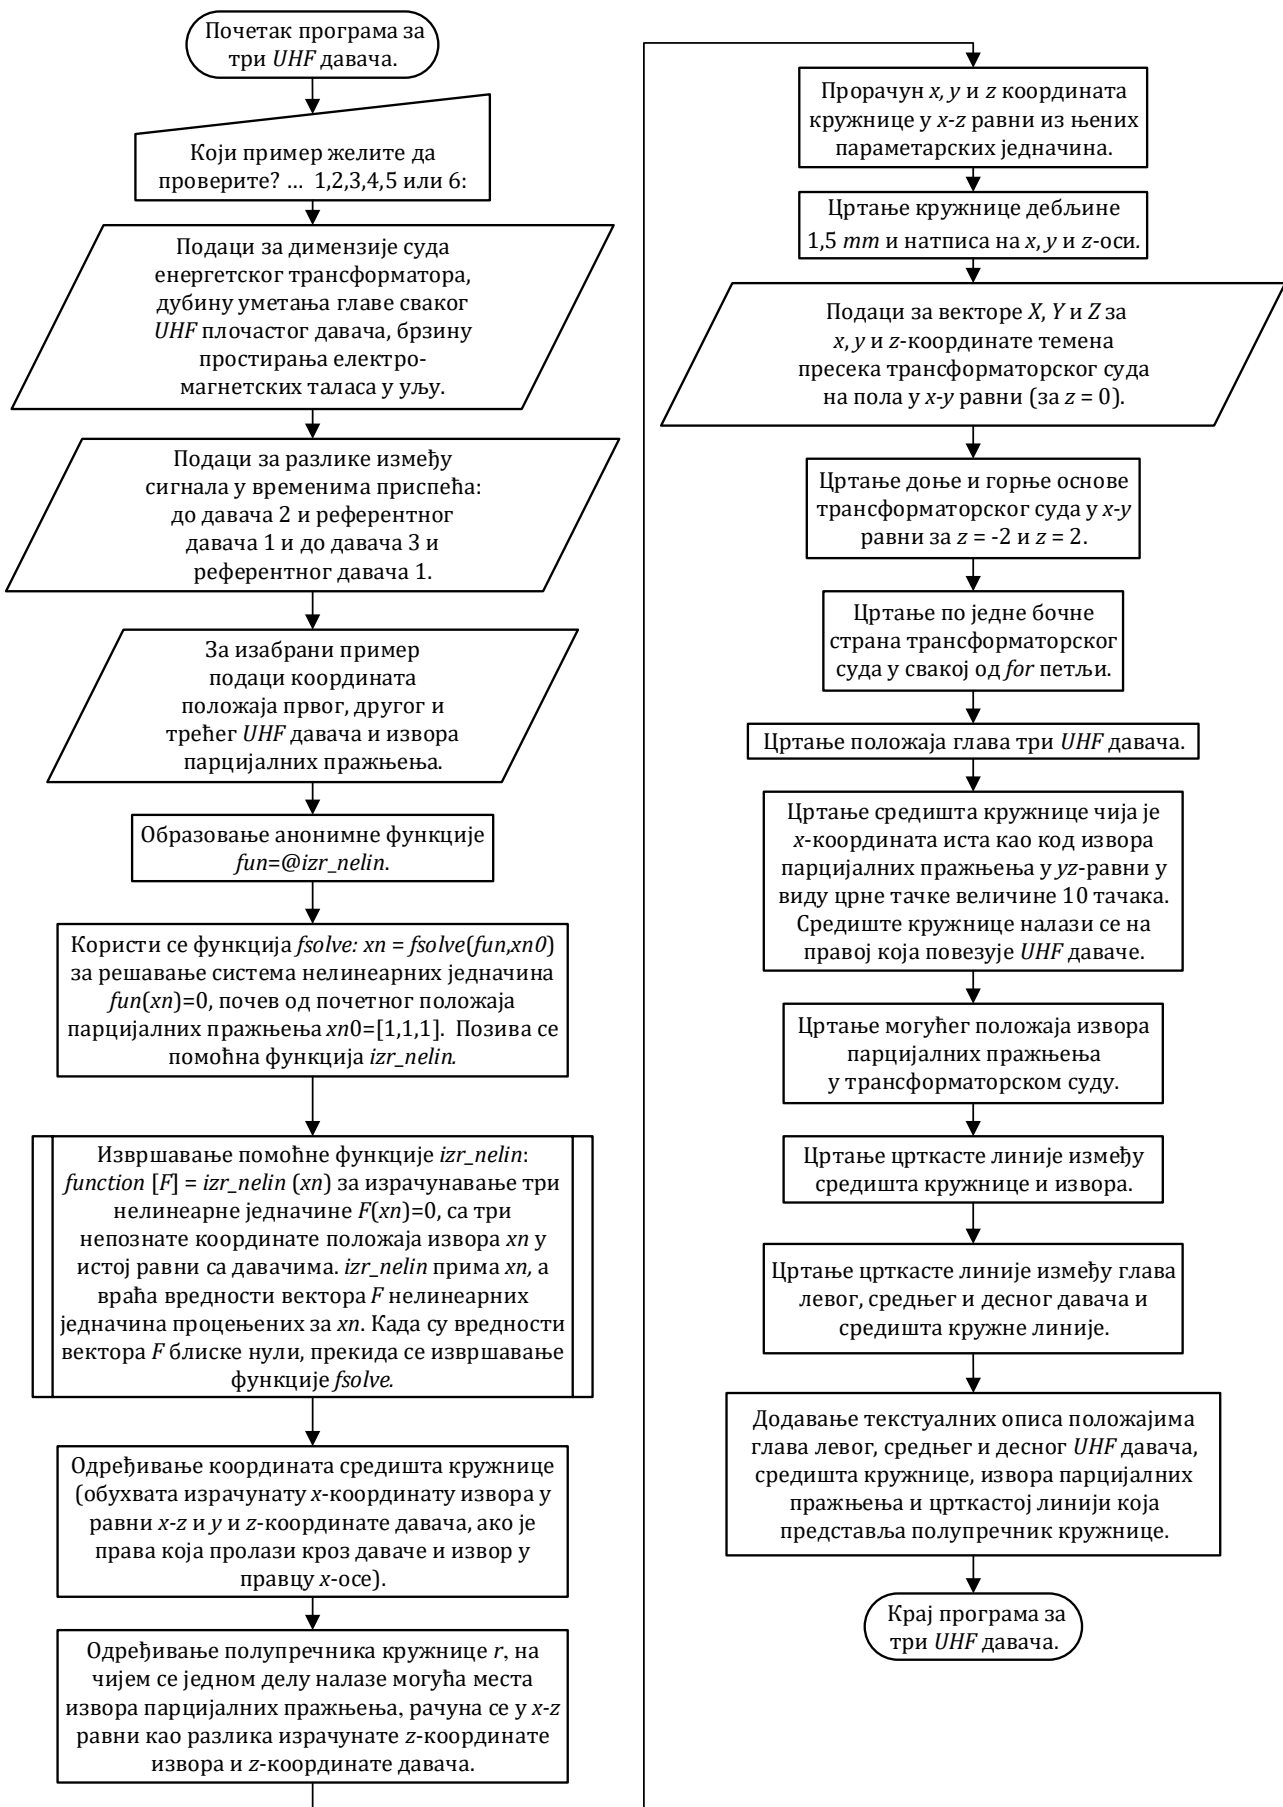 Почетак програма за
три UHF давача.
Који пример желите да
проверите? ... 1,2,3,4,5 или 6:
Подаци за димензије суда
енергетског трансформатора,
дубину уметања главе сваког
UHF плочастог давача, брзину
простирања електро-
магнетских таласа у уљу.
Подаци за разлике између
сигнала у временима приспећа:
до давача 2 и референтног
давача 1 и до давача 3 и
референтног давача 1.
За изабрани пример
подаци координата
положаја првог, другог и
трећег UHF давача и извора
парцијалних пражњења.
Образовање анонимне функције
fun=@izr_nelin.
Користи се функција fsolve: xn = fsolve(fun,xn0)
за решавање система нелинеарних једначина
fun(xn)=0, почев од почетног положаја
парцијалних пражњења xn0=[1,1,1]. Позива се
помоћна функција izr_nelin.
Извршавање помоћне функције izr_nelin:
function [F] = izr_nelin (xn) за израчунавање три
нелинеарне једначине F(xn)=0, са три
непознате координате положаја извора xn у
истој равни са давачима. izr_nelin прима xn, а
враћа вредности вектора F нелинеарних
једначина процењених за xn. Када су вредности
вектора F блиске нули, прекида се извршавање
функције fsolve.
Одређивање координата средишта кружнице
(обухвата израчунату x-координату извора у
равни x-z и y и z-координате давача, ако је
права која пролази кроз даваче и извор у
правцу x-осе).
Одређивање полупречника кружнице r, на
чијем се једном делу налазе могућа места
извора парцијалних пражњења, рачуна се у x-z
равни као разлика израчунате z-координате
извора и z-координате давача.
Прорачун x, y и z координата
кружнице у x-z равни из њених
параметарских једначина.
Цртање кружнице дебљине
1,5 mm и натписа на x, y и z-оси.
Подаци за векторе X, Y и Z за
x, y и z-координате темена
пресека трансформаторског суда
на пола у x-y равни (за z = 0).
Цртање доње и горње основе
трансформаторског суда у x-y
равни за z = -2 и z = 2.
Цртање по једне бочне
страна трансформаторског
суда у свакој од for петљи.
Цртање положаја глава три UHF давача.
Цртање средишта кружнице чија је
x-координата иста као код извора
парцијалних пражњења у yz-равни у
виду црне тачке величине 10 тачака.
Средиште кружнице налази се на
правој која повезује UHF даваче.
Цртање могућег положаја извора
парцијалних пражњења
у трансформаторском суду.
Цртање црткасте линије између
средишта кружнице и извора.
Цртање црткасте линије између глава
левог, средњег и десног давача и
средишта кружне линије.
Додавање текстуалних описа положајима
глава левог, средњег и десног UHF давача,
средишта кружнице, извора парцијалних
пражњења и црткастој линији која
представља полупречник кружнице.
Крај програма за
три UHF давача.